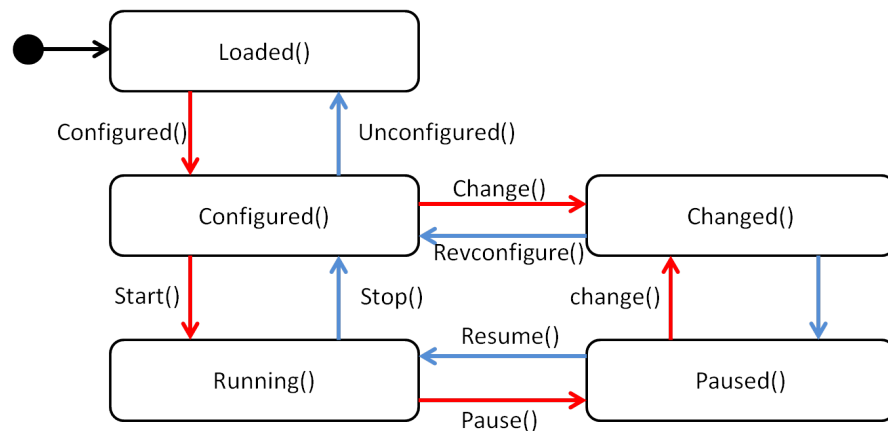 Loaded()
Configured()
Unconfigured()
Configured()
Change()
Changed()
Revconfigure()
Start()
Stop()
change()
Resume()
Running()
Paused()
Pause()